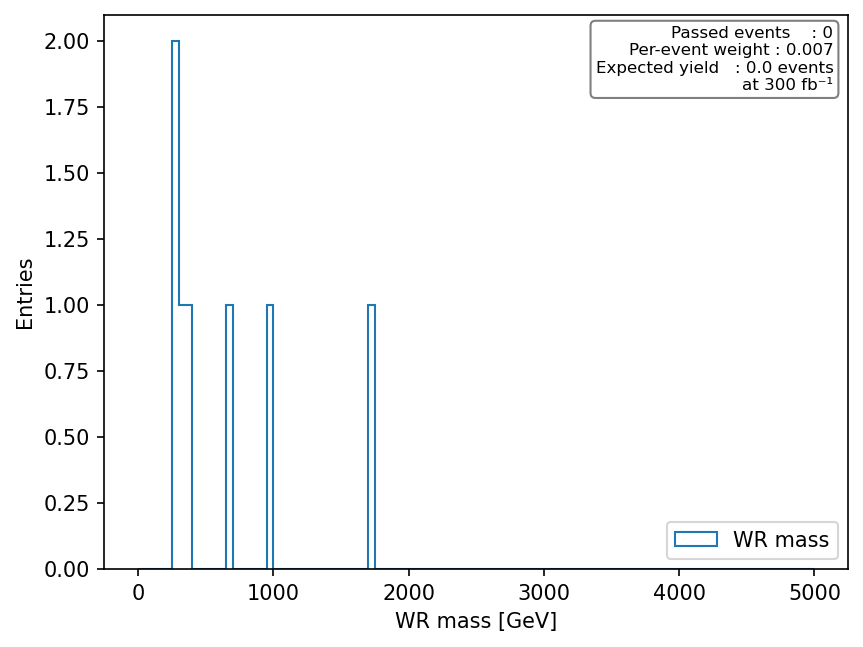 2.00
1.75
1.50
1.25
1.00
0.75
0.50
0.25
0.00
Entries
Passed events    : 0
Per-event weight : 0.007
Expected yield   : 0.0 events
at 300 fb⁻¹
WR mass
0 1000 2000 3000 4000 5000
WR mass [GeV]